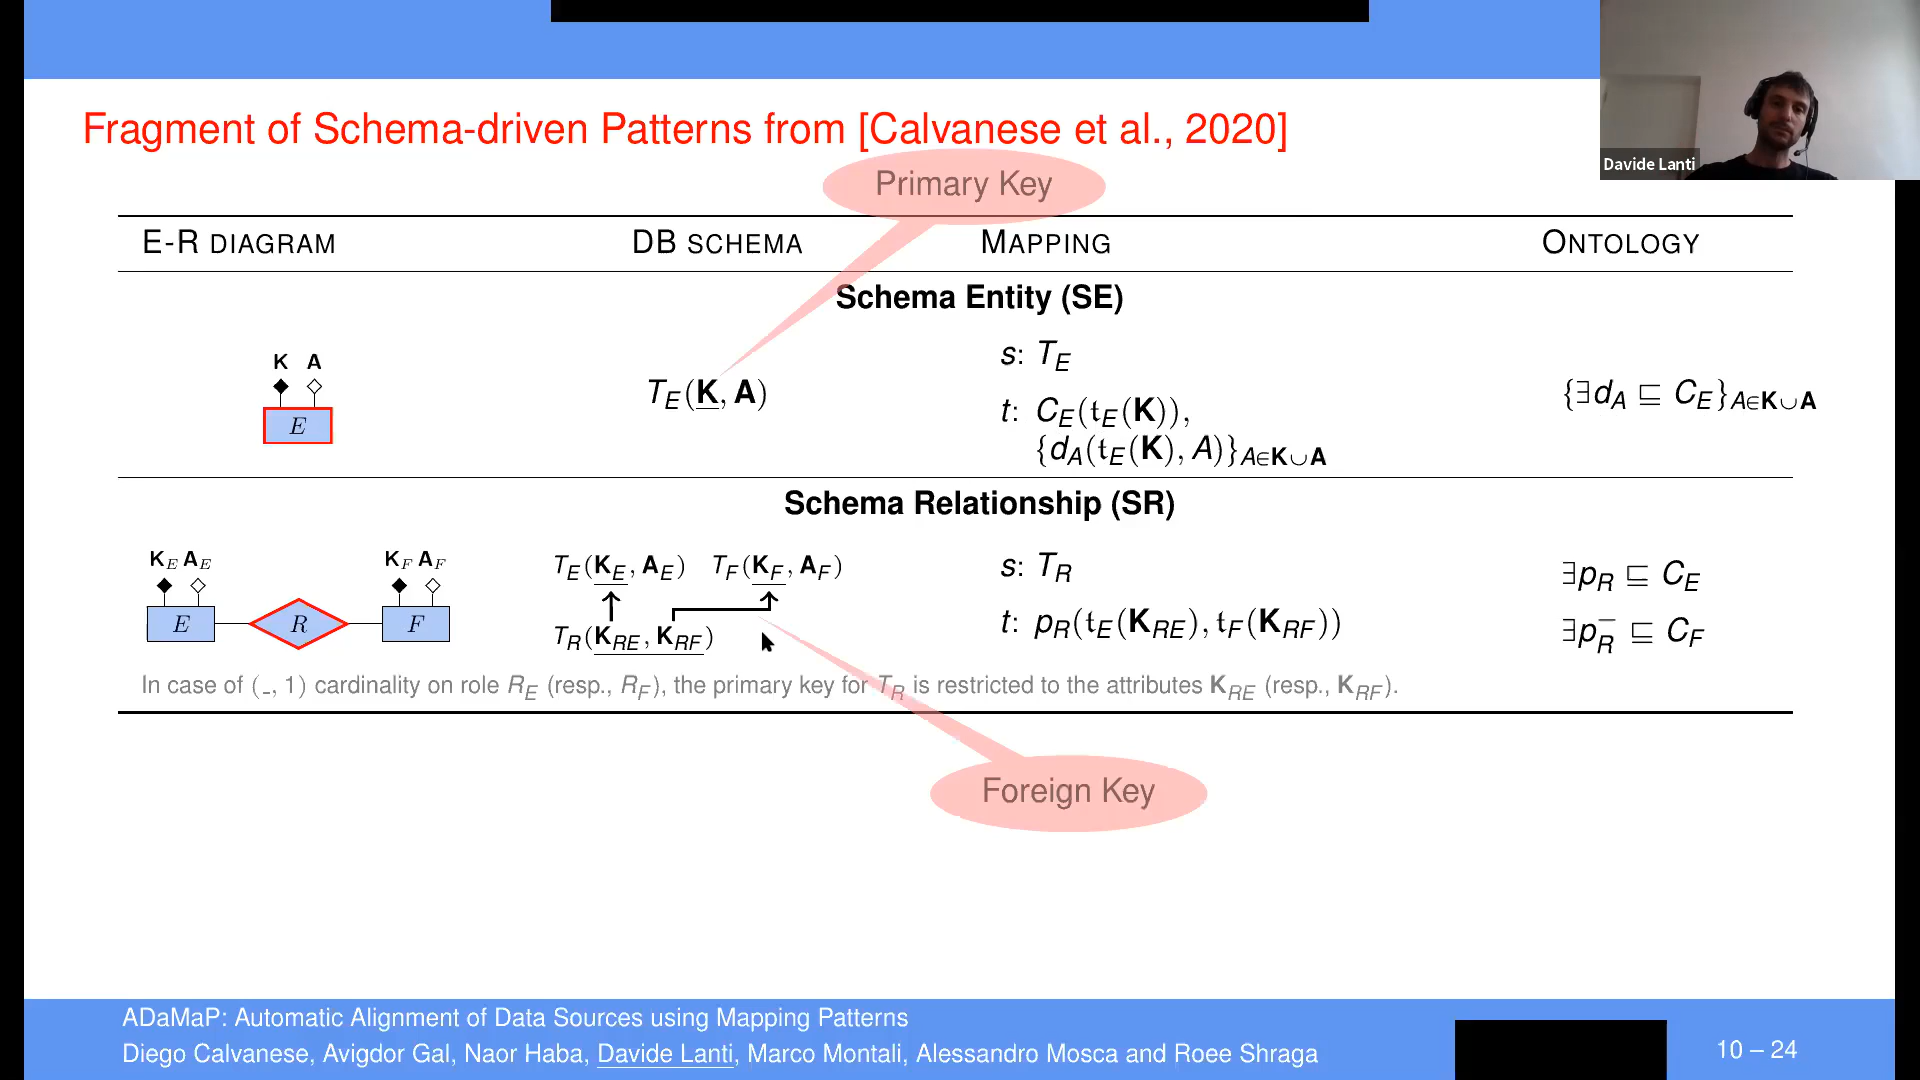 Fragment of Schema-driven Patterns from [Calvanese et al., 2020]
Davide Lanti
Primary Key
E-R DIAGRAM DB SCHEMA MAPPING ONTOLOGY
Schema Entity (SE)
K A
E
T_E(K, A)
s: T_E
t: C_E(𝔱_E(K)),
{d_A(𝔱_E(K), A)}_{A∈K∪A}
{∃d_A ⊑ C_E}_{A∈K∪A}
Schema Relationship (SR)
K_E A_E K_F A_F
E R F
T_E(K_E, A_E) T_F(K_F, A_F)
T_R(K_RE, K_RF)
s: T_R
t: p_R(𝔱_E(K_RE), 𝔱_F(K_RF))
∃p_R ⊑ C_E
∃p_R^− ⊑ C_F
In case of (_, 1) cardinality on role R_E (resp., R_F), the primary key for T_R is restricted to the attributes K_RE (resp., K_RF).
Foreign Key
ADaMaP: Automatic Alignment of Data Sources using Mapping Patterns
Diego Calvanese, Avigdor Gal, Naor Haba, Davide Lanti, Marco Montali, Alessandro Mosca and Roee Shraga
10 – 24